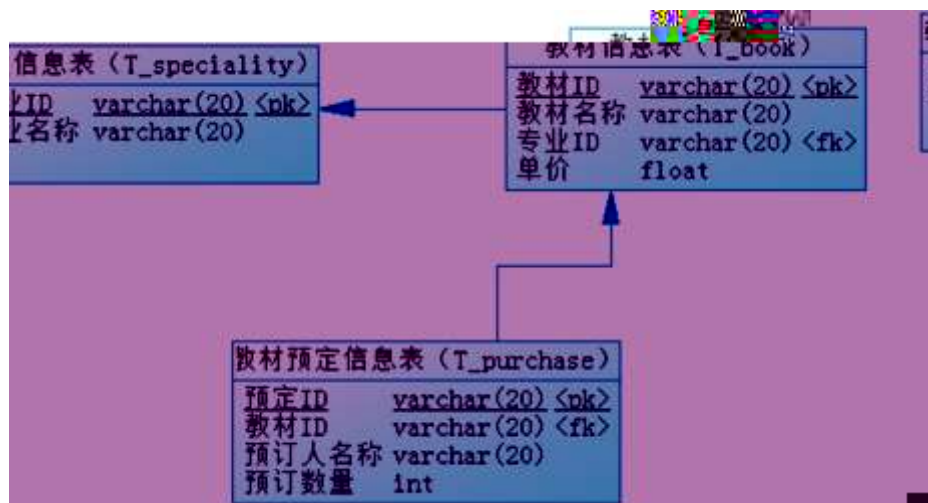 信息表（T_speciality）
业ID varchar(20) <pk>
业名称 varchar(20)
教材信息表（T_book）
教材ID varchar(20) <pk>
教材名称 varchar(20)
专业ID varchar(20) <fk>
单价 float
教材预定信息表（T_purchase）
预定ID varchar(20) <pk>
教材ID varchar(20) <fk>
预订人名称 varchar(20)
预订数量 int